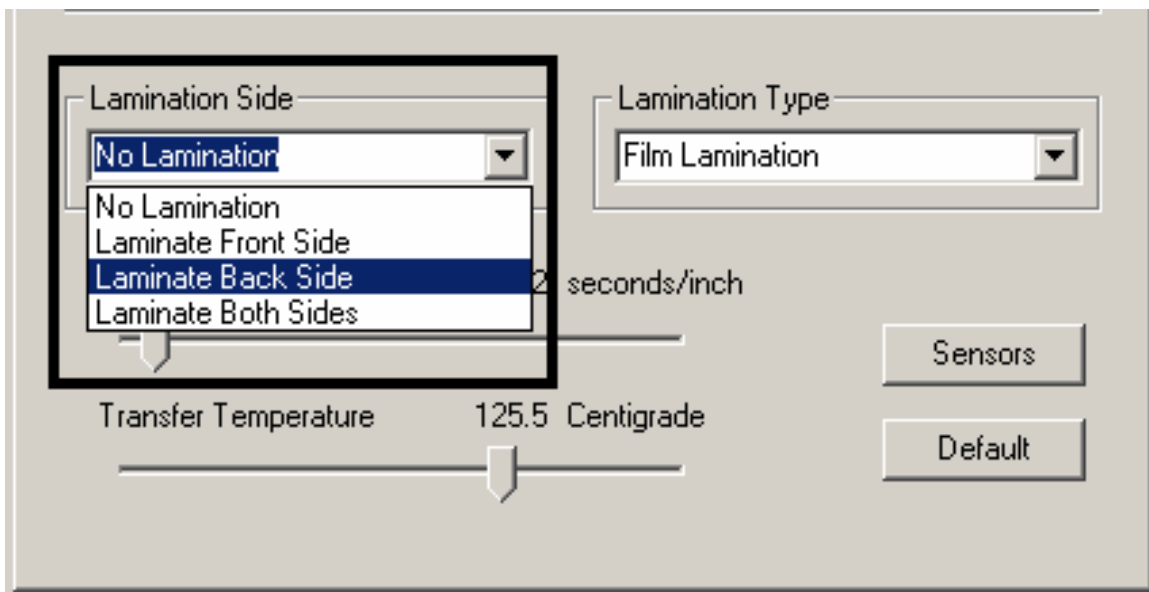 Lamination Side
Lamination Type
No Lamination
Film Lamination
No Lamination
Laminate Front Side
Laminate Back Side
2 seconds/inch
Laminate Both Sides
Sensors
Transfer Temperature 125.5 Centigrade
Default